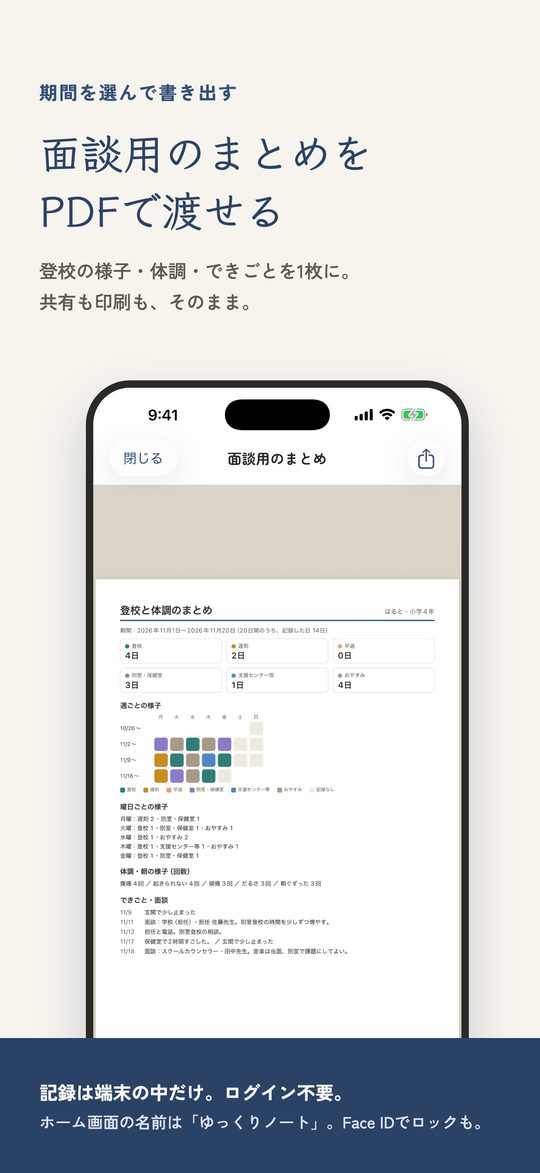 期間を選んで書き出す
面談用のまとめを
PDFで渡せる
登校の様子・体調・できごとを1枚に。
共有も印刷も、そのまま。
9:41
閉じる
面談用のまとめ
登校と体調のまとめ
はると・小学4年
期間：2026年11月1日〜2026年11月20日（20日間のうち、記録した日 14日）
登校
4日
遅刻
2日
早退
0日
別室・保健室
3日
支援センター等
1日
おやすみ
4日
週ごとの様子
月 火 水 木 金 土 日
10/26〜
11/2〜
11/9〜
11/16〜
登校 遅刻 早退 別室・保健室 支援センター等 おやすみ 記録なし
曜日ごとの様子
月曜：遅刻 2・別室・保健室 1
火曜：登校 1・別室・保健室 1・おやすみ 1
水曜：登校 1・おやすみ 2
木曜：登校 1・支援センター等 1・おやすみ 1
金曜：登校 1・別室・保健室 1
体調・朝の様子（回数）
腹痛 4回 ／ 起きられない 4回 ／ 頭痛 3回 ／ だるさ 3回 ／ 朝ぐずった 3回
できごと・面談
11/9 玄関で少し止まった
11/11 面談：学校（担任）・担任 佐藤先生。別室登校の時間を少しずつ増やす。
11/12 担任と電話。別室登校の相談。
11/17 保健室で2時間すごした。 ／ 玄関で少し止まった
11/18 面談：スクールカウンセラー・田中先生。音楽は当面、別室で課題にしてよい。
記録は端末の中だけ。ログイン不要。
ホーム画面の名前は「ゆっくりノート」。Face IDでロックも。